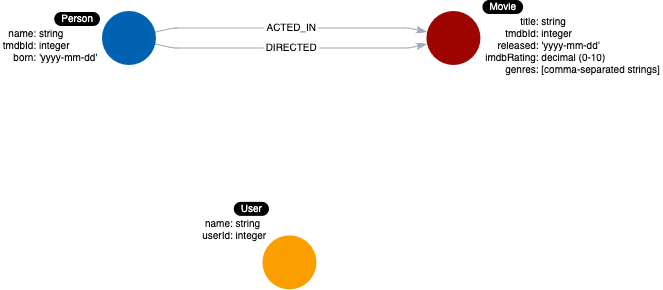 Person
name: string
tmdbId: integer
born: 'yyyy-mm-dd'
ACTED_IN
DIRECTED
Movie
title: string
tmdbId: integer
released: 'yyyy-mm-dd'
imdbRating: decimal (0-10)
genres: [comma-separated strings]
User
name: string
userId: integer